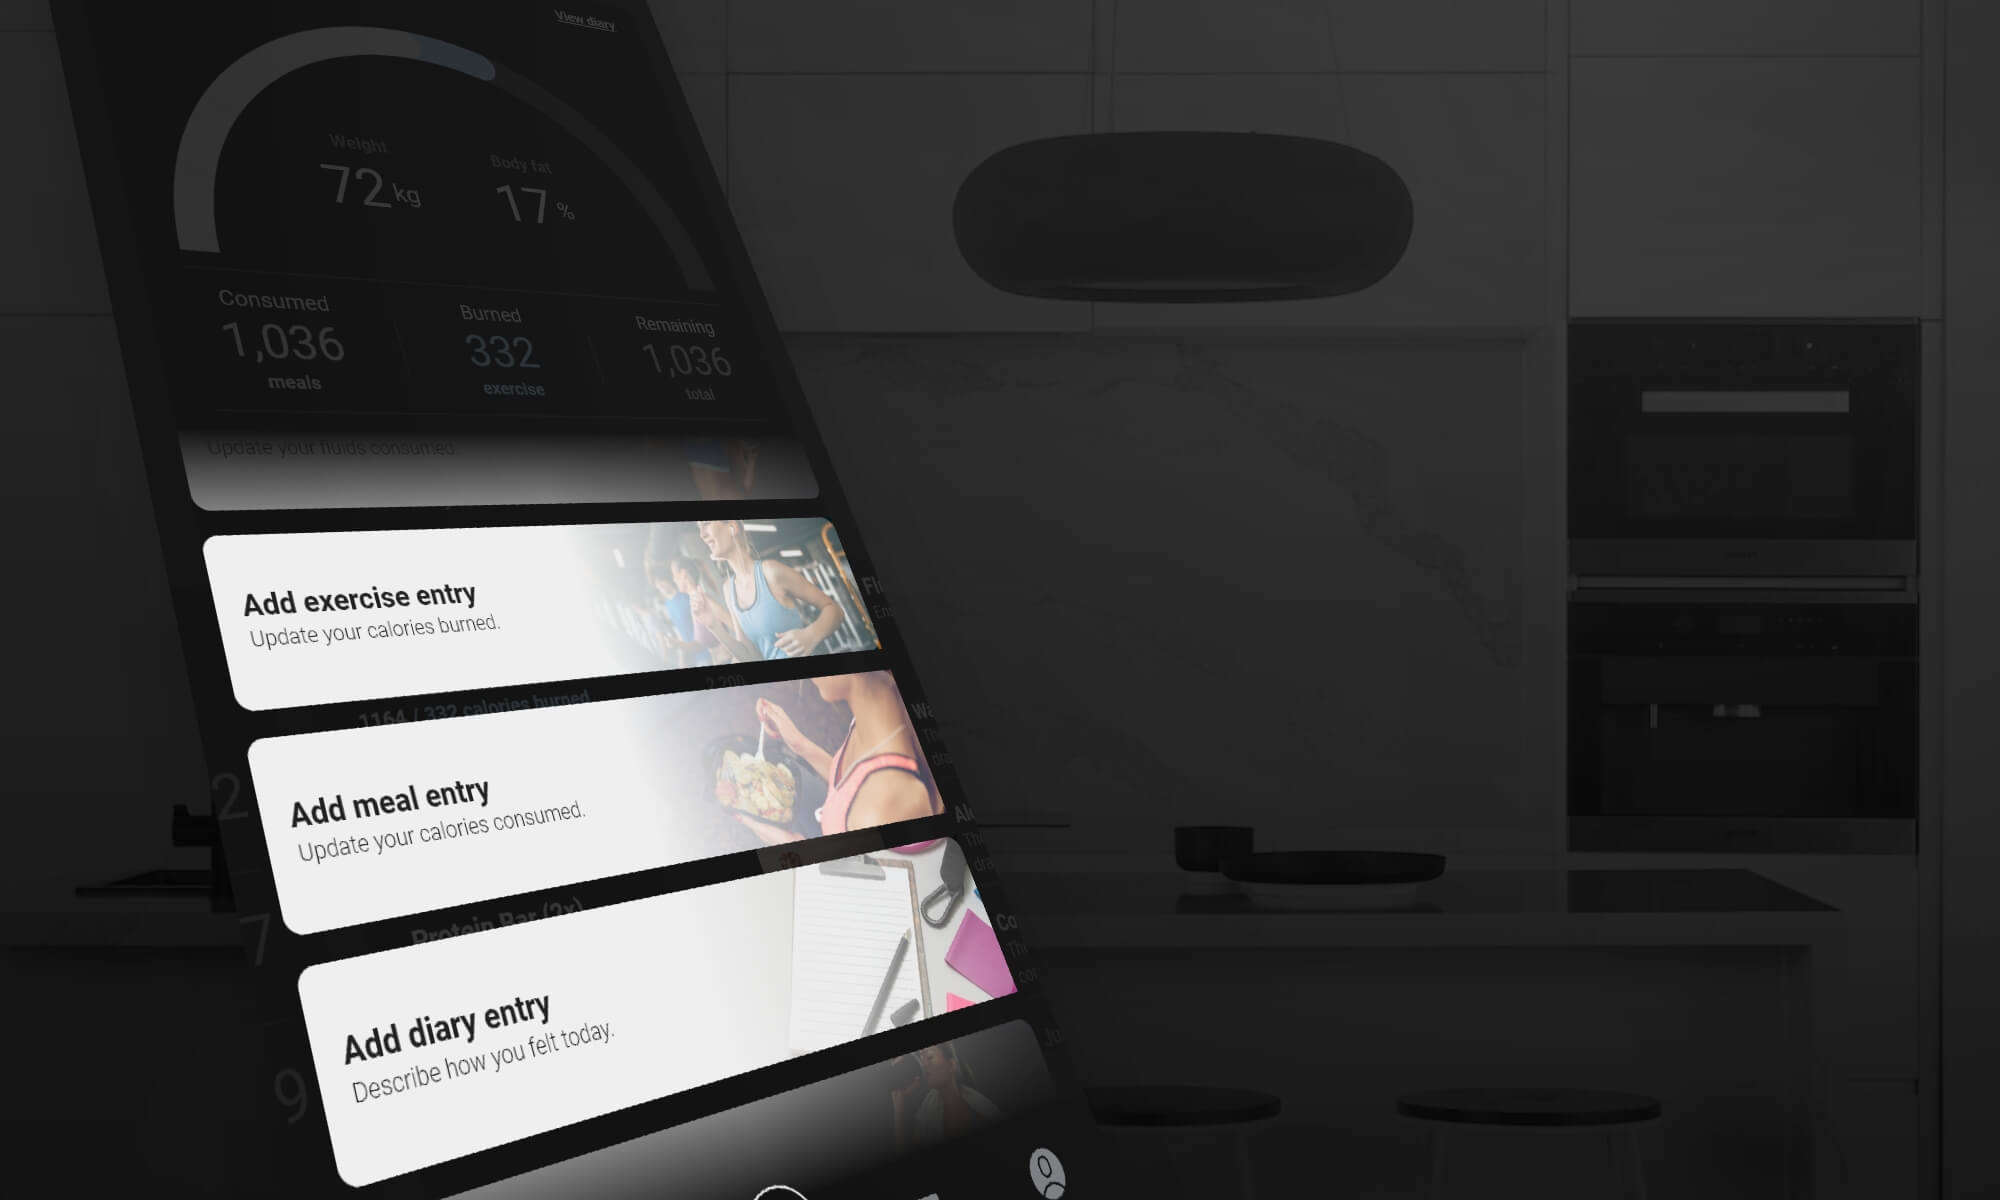 View diary
Weight
72 kg
Body fat
17 %
Consumed
1,036
meals
Burned
332
exercise
Remaining
1,036
total
Update your fluids consumed.
Add exercise entry
Update your calories burned.
2,200
1164 / 332 calories burned
Add meal entry
Update your calories consumed.
2
Protein Bar (2x)
7
Add diary entry
Describe how you felt today.
9